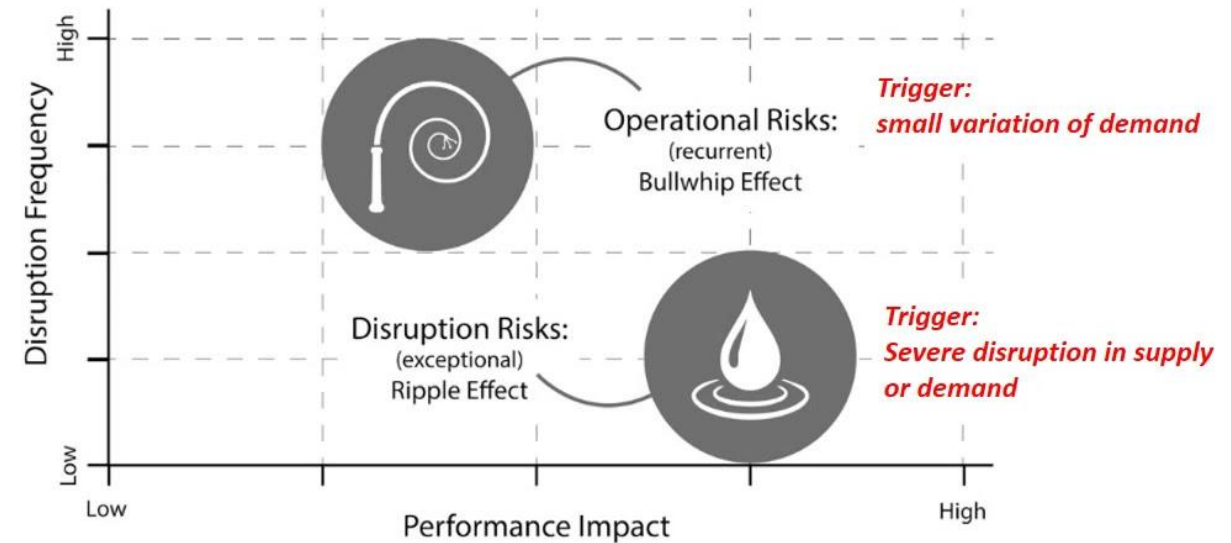 High
Disruption Frequency
Low
Operational Risks:
(recurrent)
Bullwhip Effect
Trigger:
small variation of demand
Disruption Risks:
(exceptional)
Ripple Effect
Trigger:
Severe disruption in supply
or demand
Low
Performance Impact
High